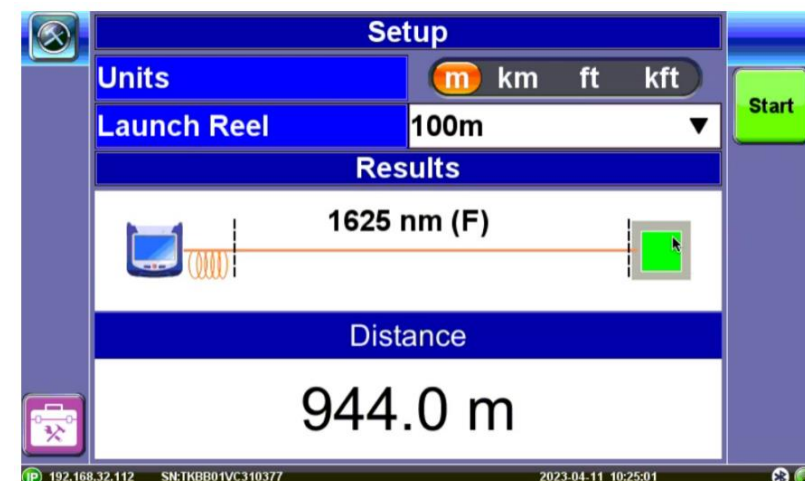 Setup
Units m km ft kft
Launch Reel 100m ▼
Start
Results
1625 nm (F)
Distance
944.0 m
IP 192.168.32.112 SN:TKBB01VC310377 2023-04-11 10:25:01